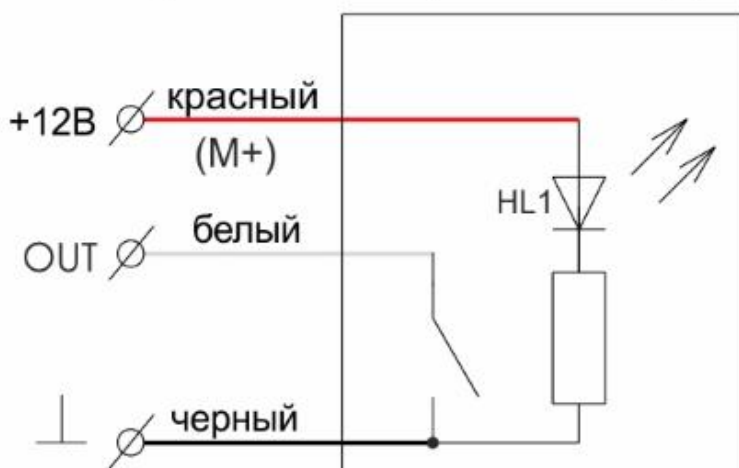 красный
+12В
(М+)
HL1
белый
OUT
черный